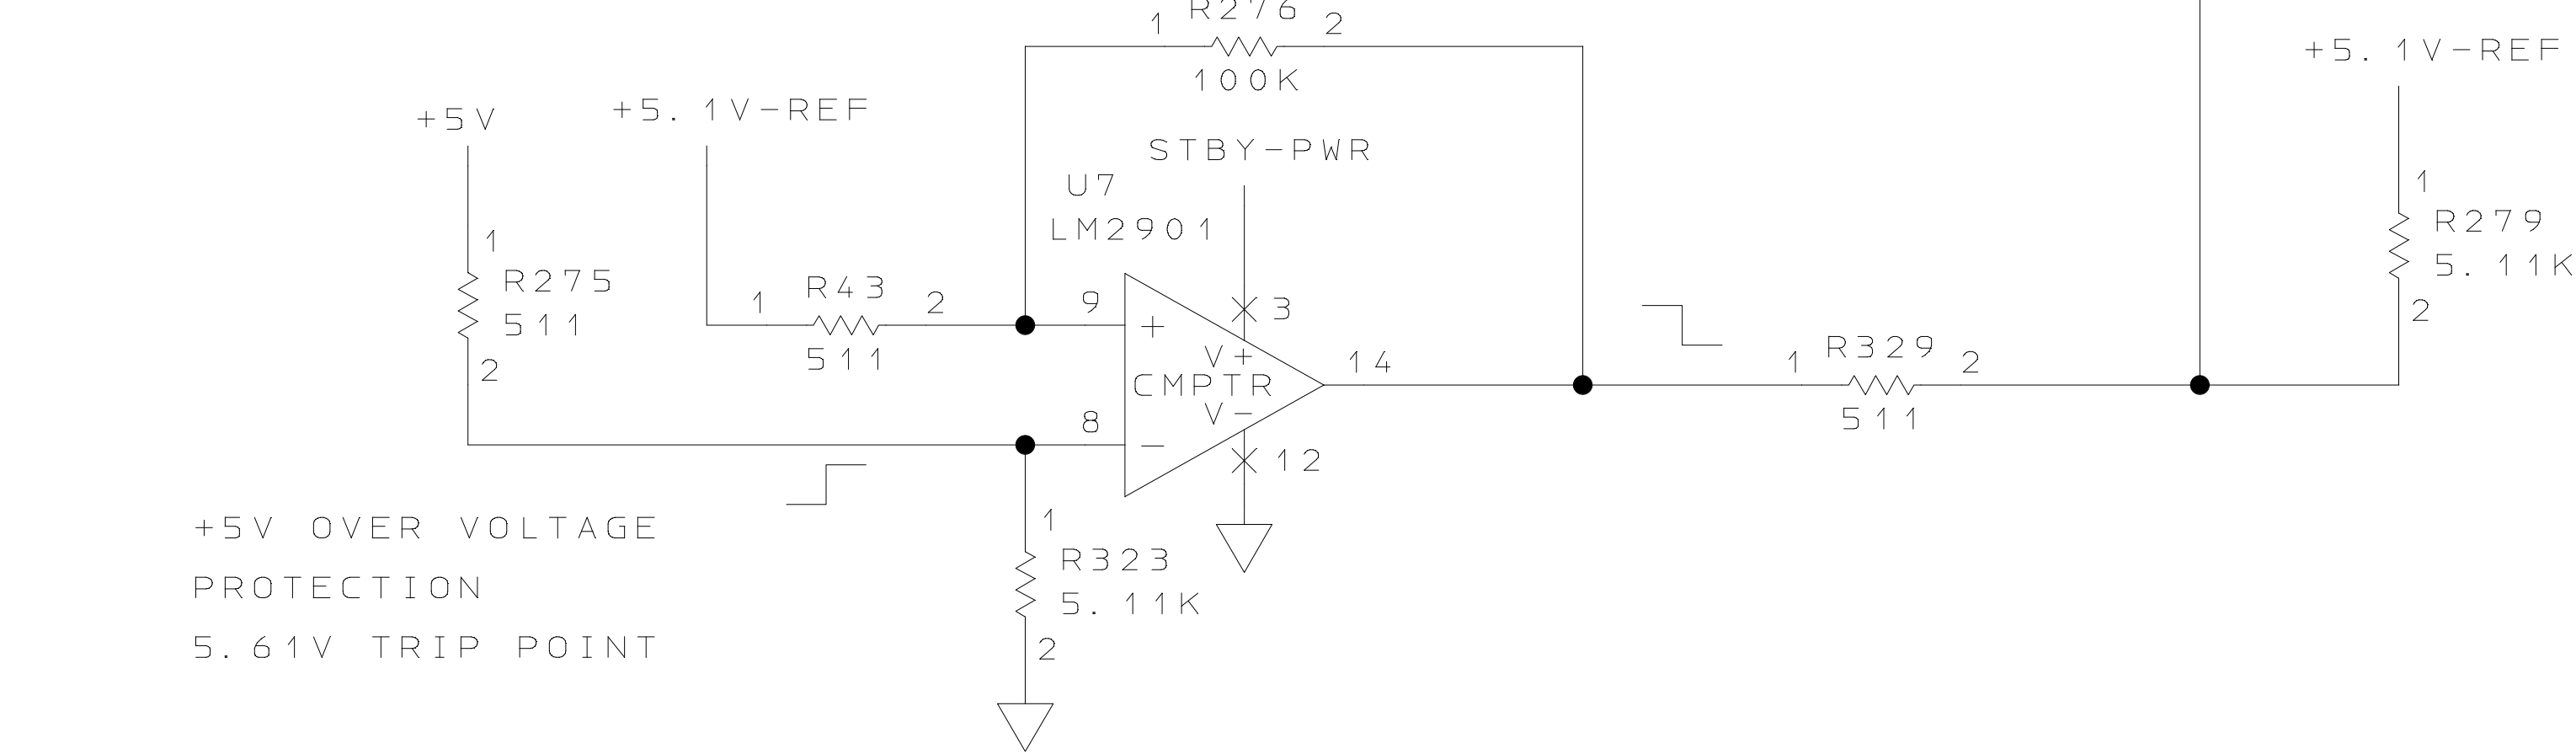 1 R276 2
100K
+5V
+5.1V-REF
+5.1V-REF
STBY-PWR
U7
LM2901
1
R275
511
2
1 R43 2
511
9
+
3
V+
CMPTR
V-
14
8
-
12
1 R329 2
511
1
R279
5.11K
2
+5V OVER VOLTAGE
PROTECTION
5.61V TRIP POINT
1
R323
5.11K
2